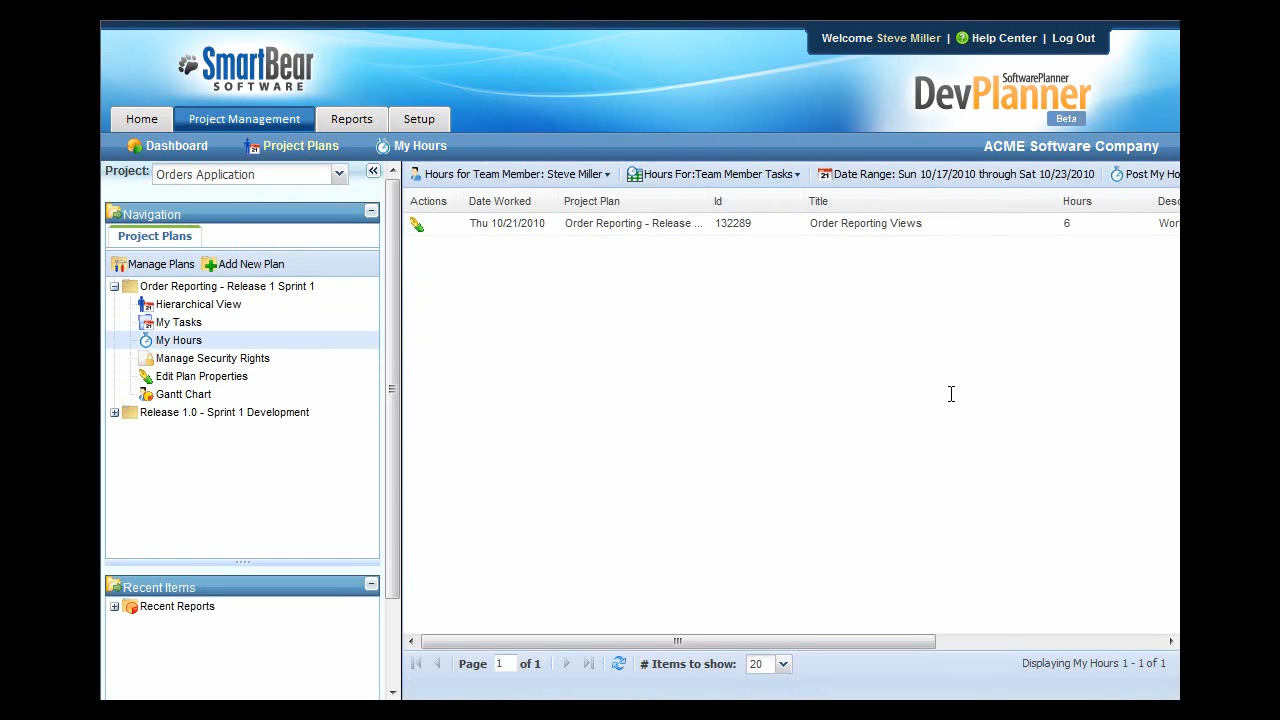 Welcome Steve Miller | Help Center | Log Out
SmartBear
SOFTWARE
SoftwarePlanner
DevPlanner
Beta
Home Project Management Reports Setup
Dashboard Project Plans My Hours ACME Software Company
Project: Orders Application
Hours for Team Member: Steve Miller Hours For:Team Member Tasks Date Range: Sun 10/17/2010 through Sat 10/23/2010 Post My Ho
Actions Date Worked Project Plan Id Title Hours Desc
Thu 10/21/2010 Order Reporting - Release ... 132289 Order Reporting Views 6 Wor
Navigation
Project Plans
Manage Plans Add New Plan
Order Reporting - Release 1 Sprint 1
Hierarchical View
My Tasks
My Hours
Manage Security Rights
Edit Plan Properties
Gantt Chart
Release 1.0 - Sprint 1 Development
Recent Items
Recent Reports
Page 1 of 1 # Items to show: 20 Displaying My Hours 1 - 1 of 1